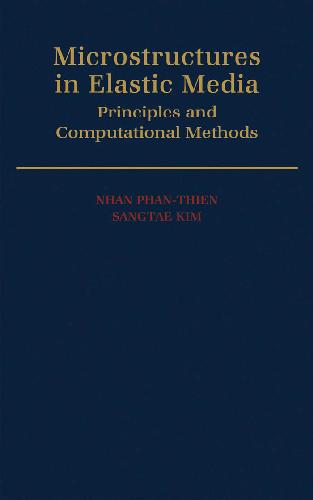 Microstructures
in Elastic Media
Principles and
Computational Methods
NHAN PHAN-THIEN
SANGTAE KIM